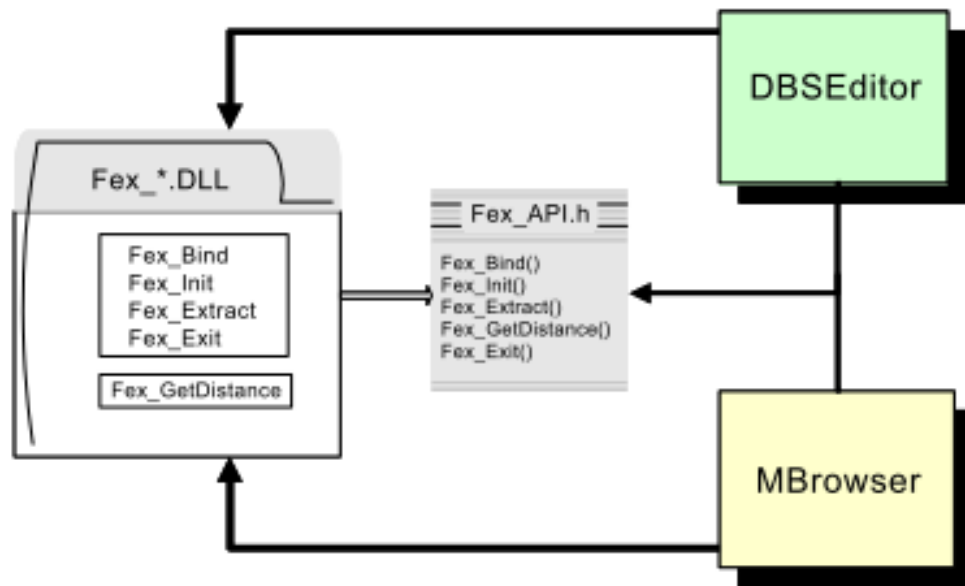 DBSEditor
Fex_*.DLL
Fex_Bind
Fex_Init
Fex_Extract
Fex_Exit
Fex_GetDistance
Fex_API.h
Fex_Bind()
Fex_Init()
Fex_Extract()
Fex_GetDistance()
Fex_Exit()
MBrowser